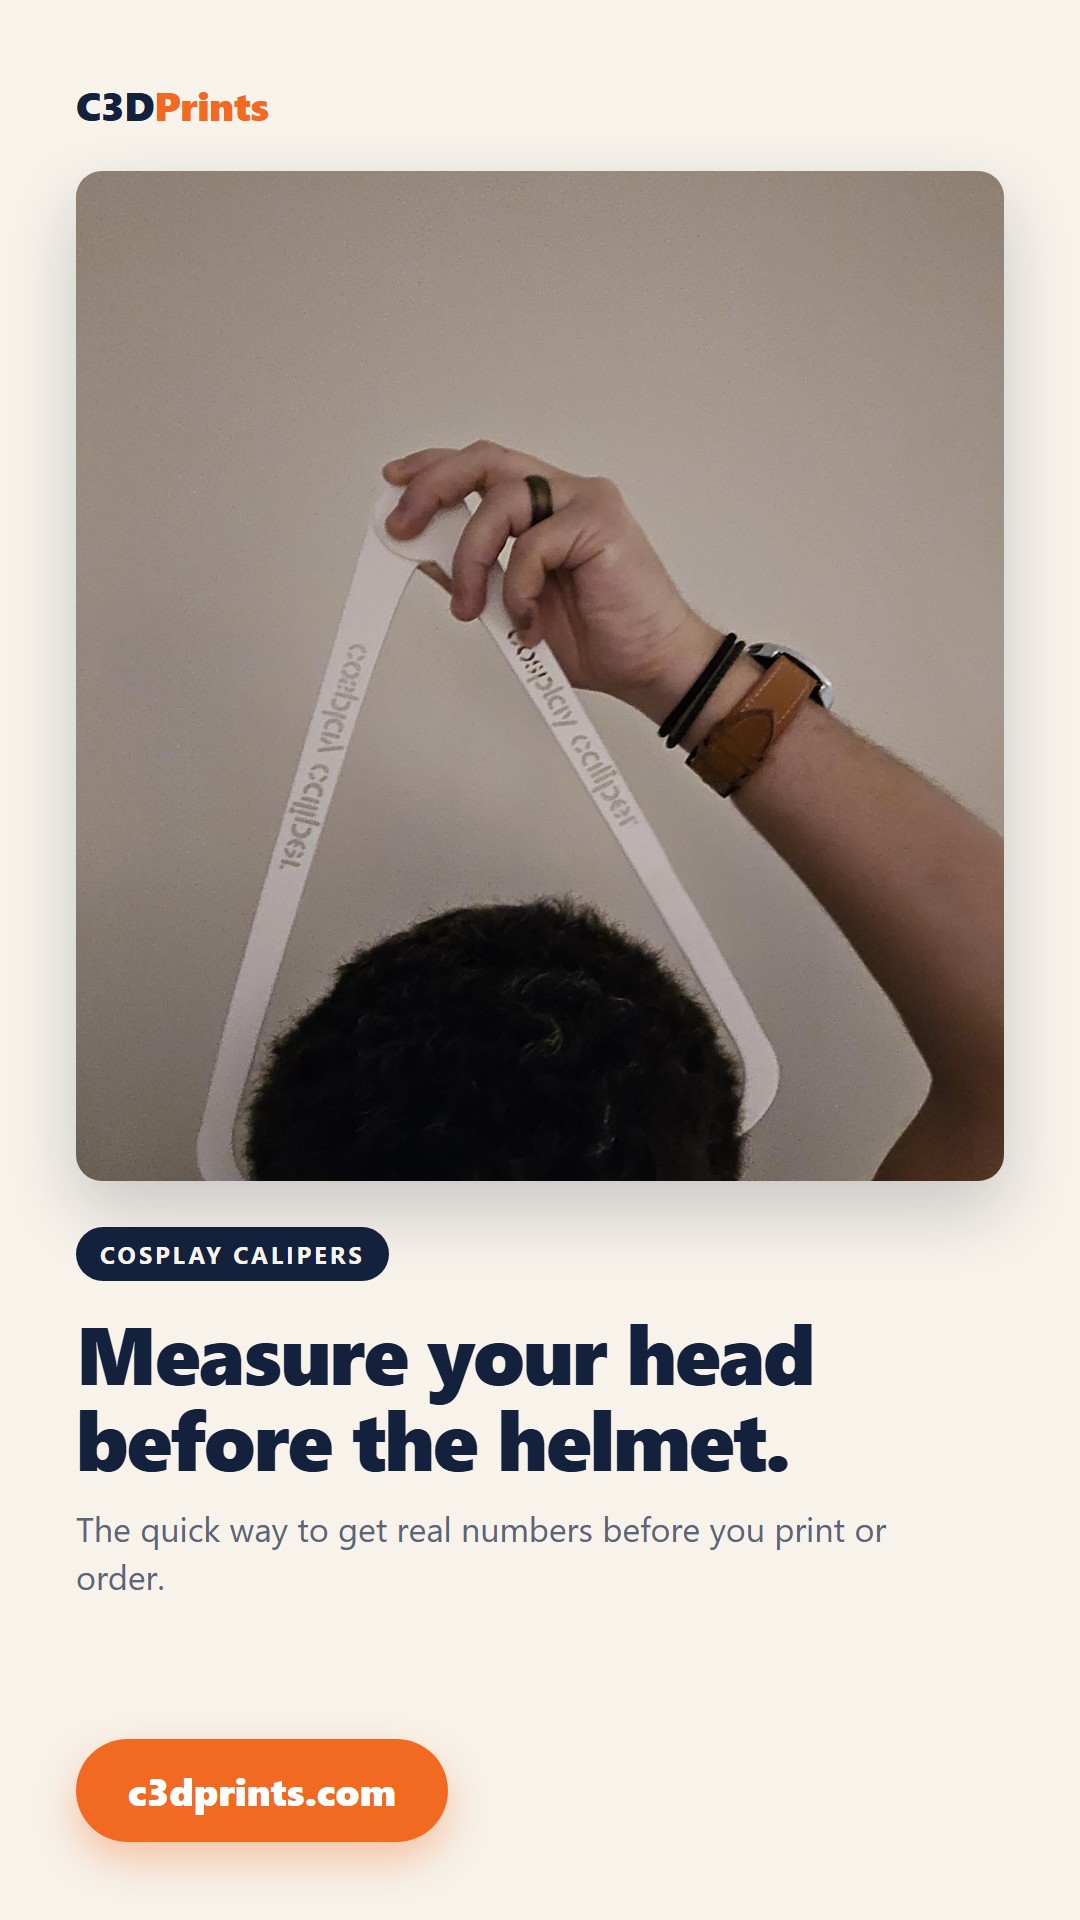 C3DPrints
cosplay caliper
cosplay caliper
COSPLAY CALIPERS
Measure your head
before the helmet.
The quick way to get real numbers before you print or
order.
c3dprints.com